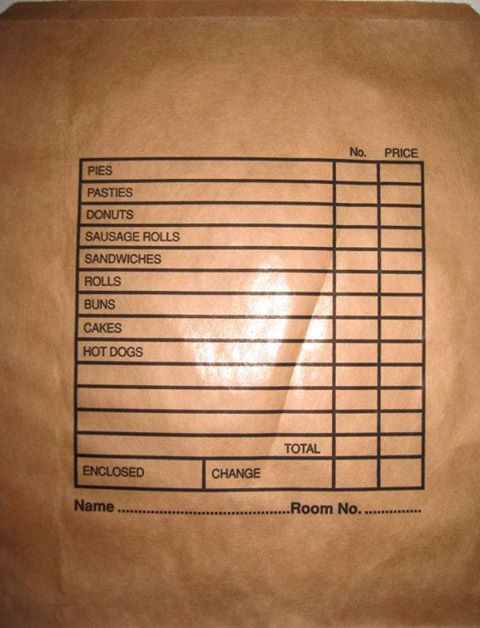 No. PRICE
PIES
PASTIES
DONUTS
SAUSAGE ROLLS
SANDWICHES
ROLLS
BUNS
CAKES
HOT DOGS
TOTAL
ENCLOSED CHANGE
Name ........................................Room No. .............